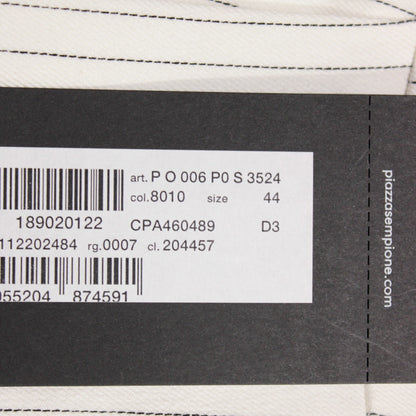 art. P O 006 P0 S 3524
col. 8010 size 44
189020122 CPA460489 D3
112202484 rg. 0007 cl. 204457
055204 874591
piazzasempione.com